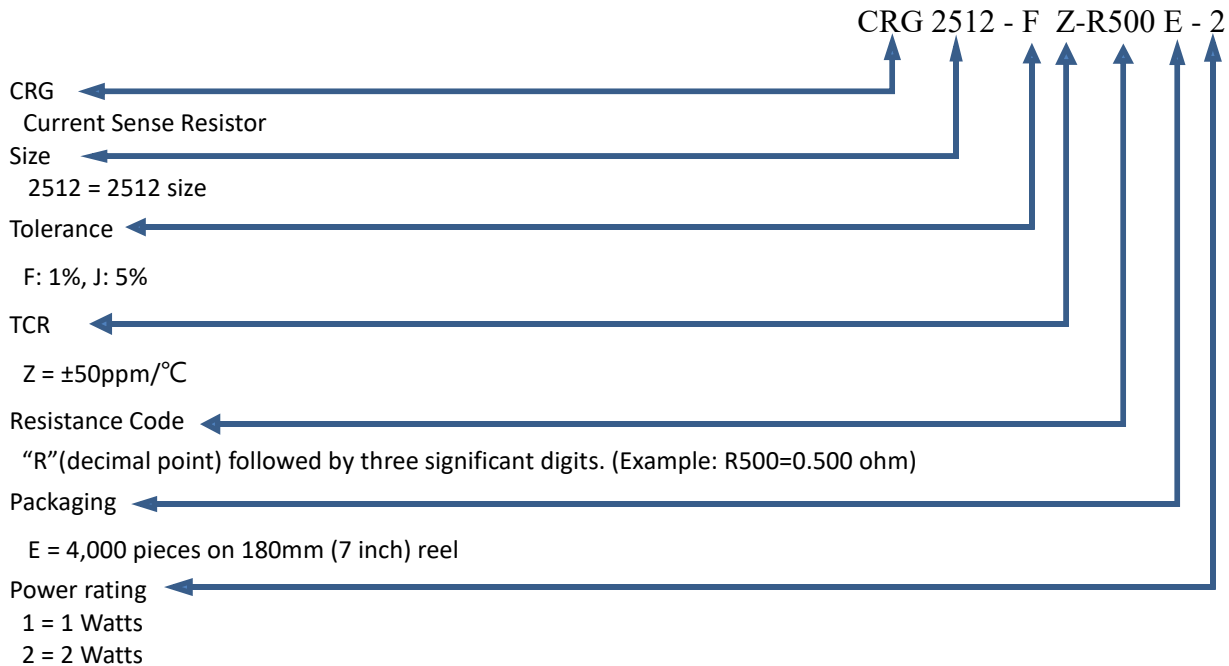 CRG 2512 - F Z-R500 E - 2
CRG
Current Sense Resistor
Size
2512 = 2512 size
Tolerance
F: 1%, J: 5%
TCR
Z = ±50ppm/℃
Resistance Code
“R”(decimal point) followed by three significant digits. (Example: R500=0.500 ohm)
Packaging
E = 4,000 pieces on 180mm (7 inch) reel
Power rating
1 = 1 Watts
2 = 2 Watts